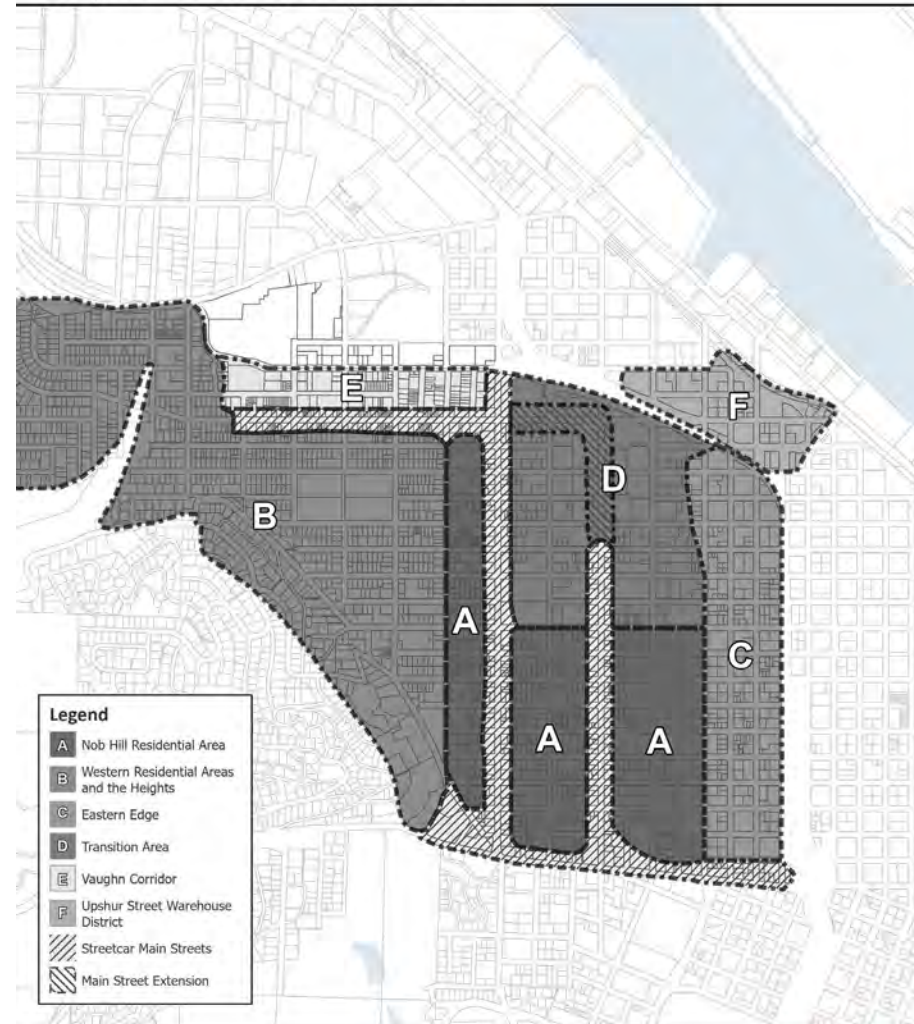 E
F
D
B
A
C
A
A
Legend
A Nob Hill Residential Area
B Western Residential Areas
and the Heights
C Eastern Edge
D Transition Area
E Vaughn Corridor
F Upshur Street Warehouse
District
Streetcar Main Streets
Main Street Extension